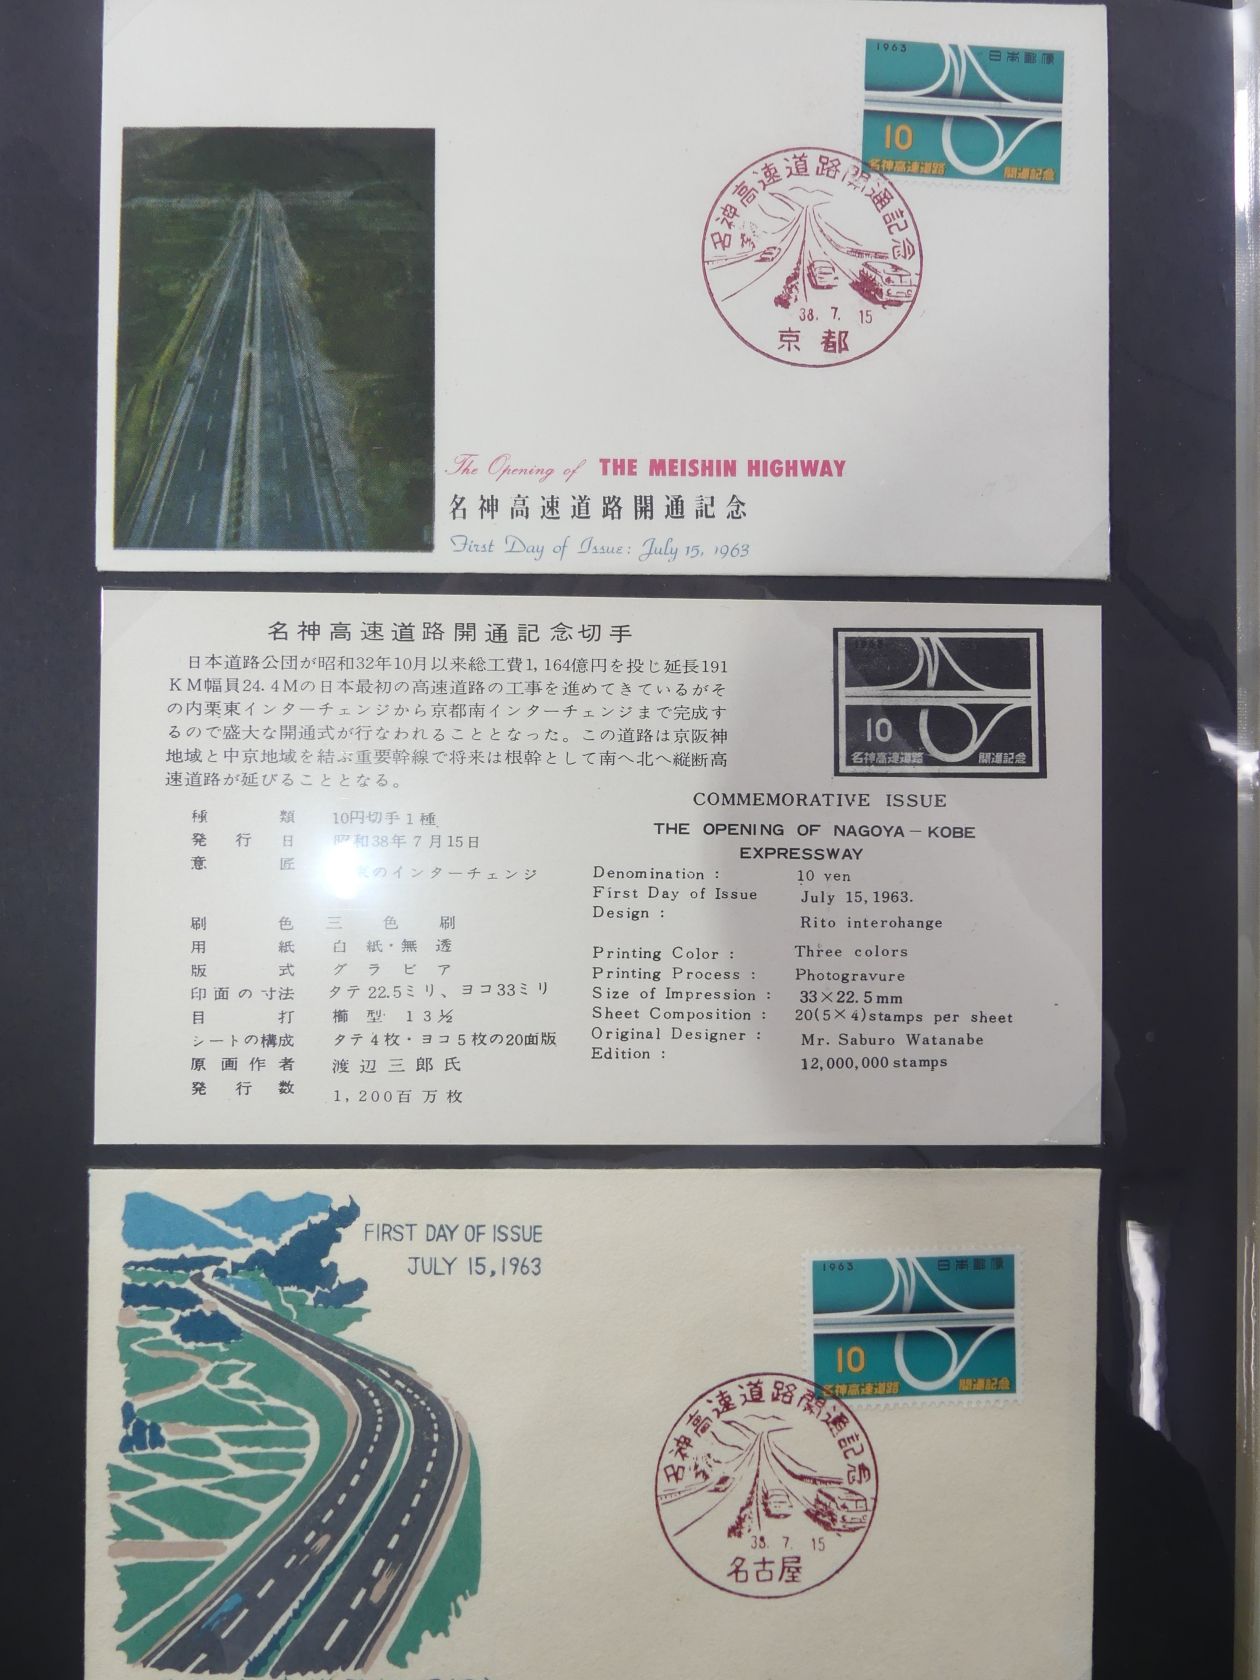 1963 日本郵便
10
名神高速道路 開通記念
名神高速道路開通記念
38. 7. 15
京都
The Opening of THE MEISHIN HIGHWAY
名神高速道路開通記念
First Day of Issue: July 15, 1963
名神高速道路開通記念切手
日本道路公団が昭和32年10月以来総工費1,164億円を投じ延長191
KM幅員24.4Mの日本最初の高速道路の工事を進めてきているがそ
の内栗東インターチェンジから京都南インターチェンジまで完成す
るので盛大な開通式が行なわれることとなった。この道路は京阪神
地域と中京地域を結ぶ重要幹線で将来は根幹として南へ北へ縦断高
速道路が延びることとなる。
種類 10円切手1種
発行日 昭和38年7月15日
意匠 東のインターチェンジ
刷色 三色刷
用紙 白紙・無透
版式 グラビア
印面の寸法 タテ22.5ミリ、ヨコ33ミリ
目打 櫛型 13½
シートの構成 タテ4枚・ヨコ5枚の20面版
原画作者 渡辺三郎氏
発行数 1,200百万枚
1963
10
名神高速道路 開通記念
COMMEMORATIVE ISSUE
THE OPENING OF NAGOYA – KOBE
EXPRESSWAY
Denomination : 10 yen
First Day of Issue July 15, 1963.
Design : Rito interohange
Printing Color : Three colors
Printing Process : Photogravure
Size of Impression : 33×22.5mm
Sheet Composition : 20(5×4)stamps per sheet
Original Designer : Mr. Saburo Watanabe
Edition : 12,000,000 stamps
FIRST DAY OF ISSUE
JULY 15, 1963
1963 日本郵便
10
名神高速道路 開通記念
名神高速道路開通記念
38. 7. 15
名古屋